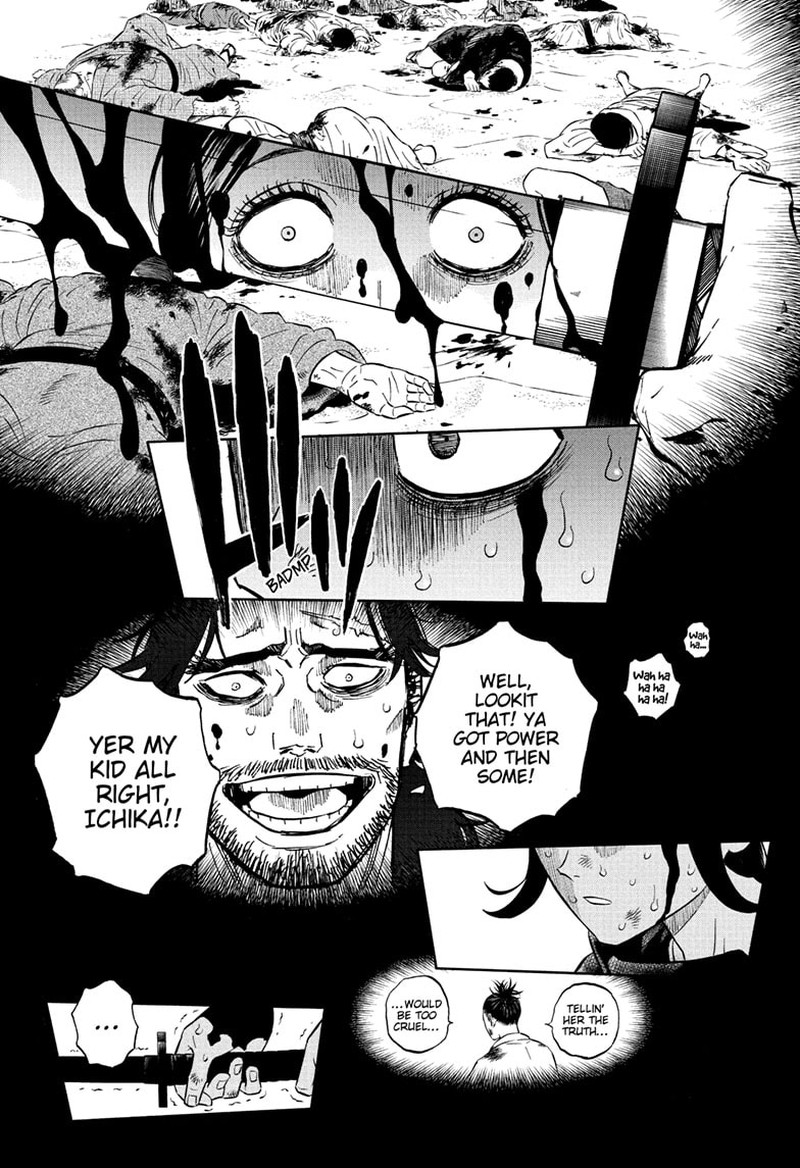 BADMP
Wah
ha...
Wah ha
ha ha
ha ha!
WELL,
LOOKIT
THAT! YA
GOT POWER
AND THEN
SOME!
YER MY
KID ALL
RIGHT,
ICHIKA!!
TELLIN'
HER THE
TRUTH...
...WOULD
BE TOO
CRUEL...
...